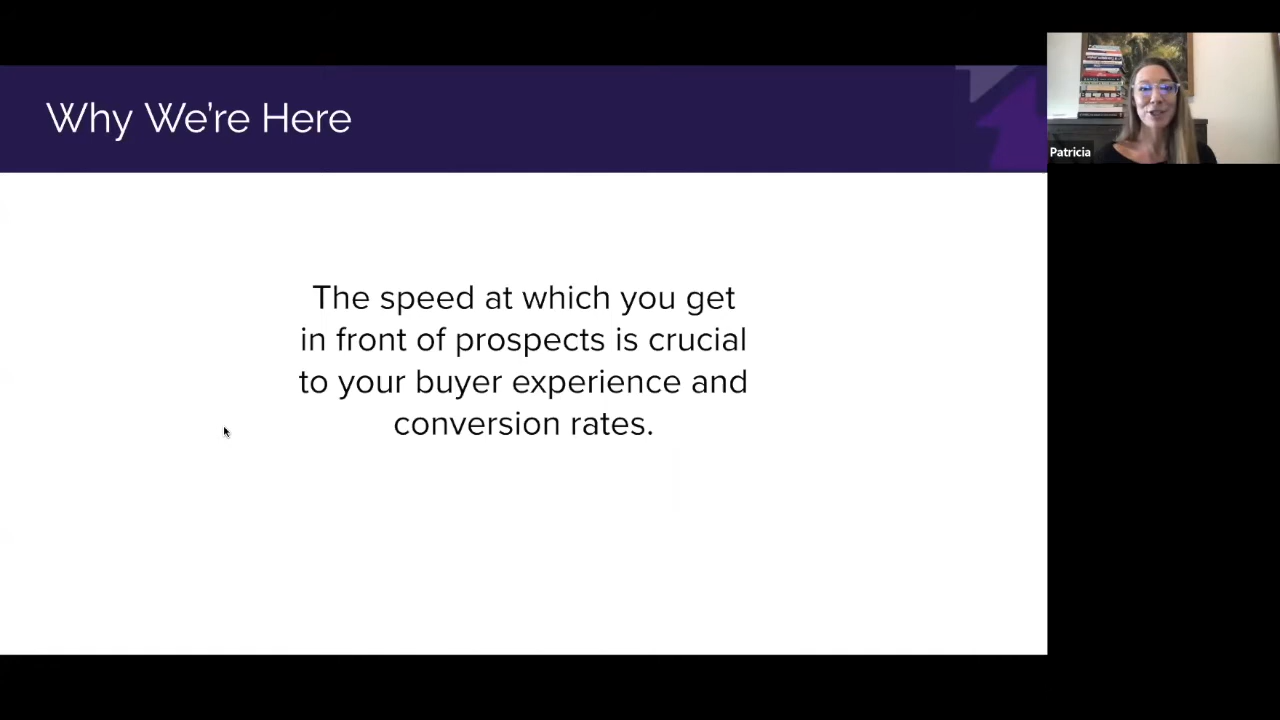 Why We're Here
The speed at which you get
in front of prospects is crucial
to your buyer experience and
conversion rates.
Patricia